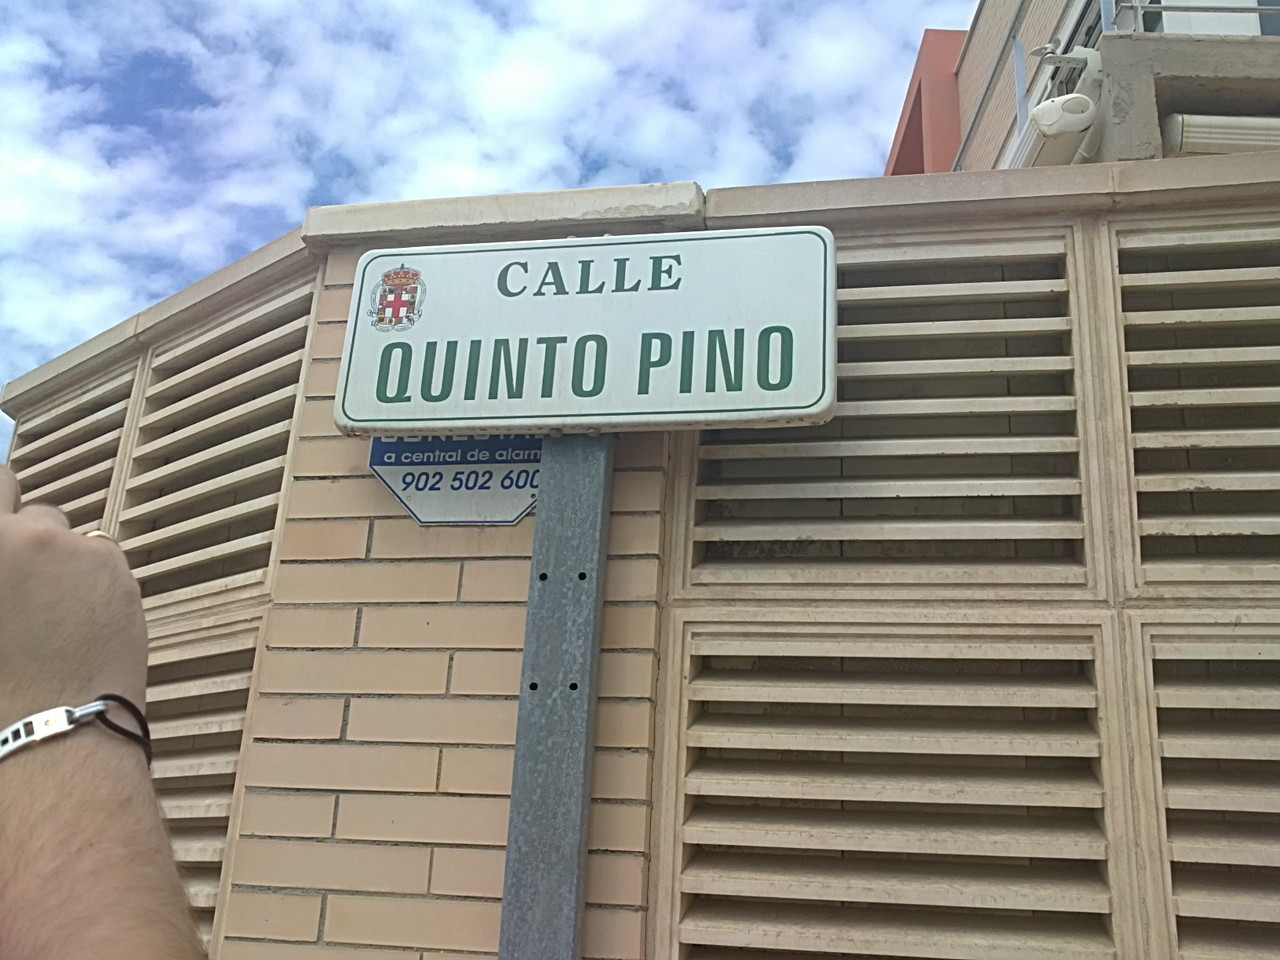 CALLE
QUINTO PINO
a central de alarm
902 502 600